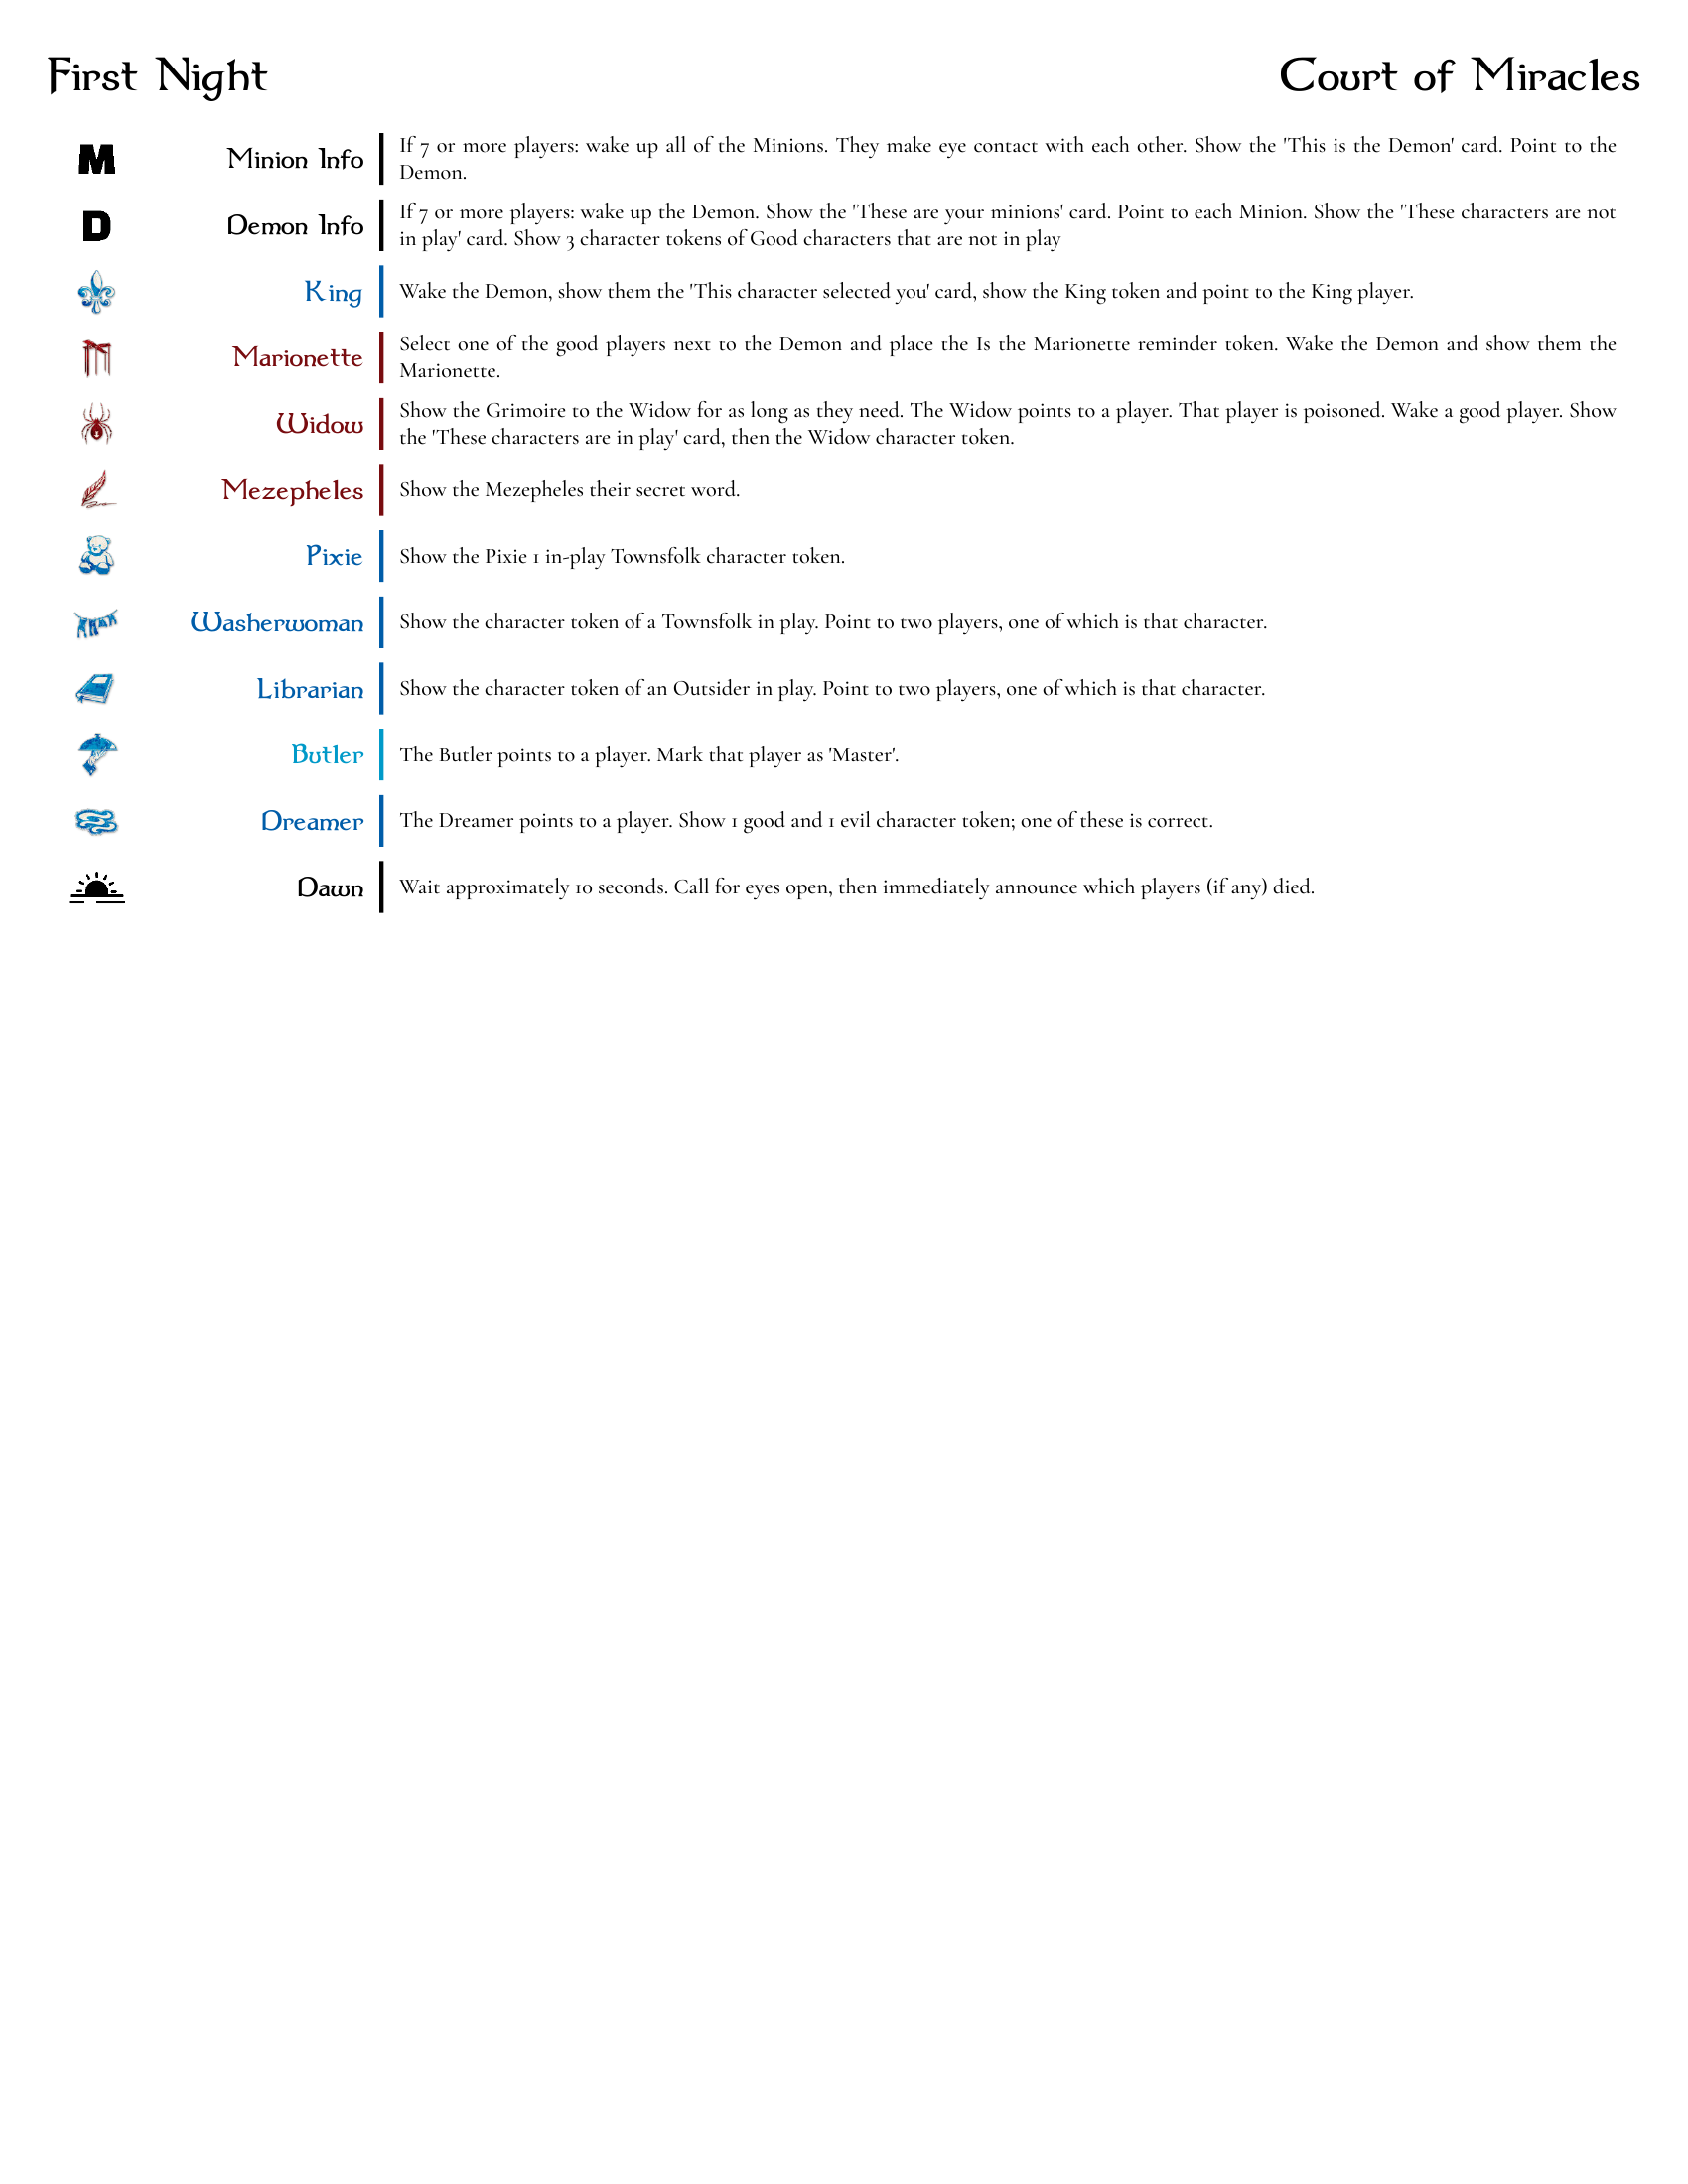 First Night
Court of Miracles
M
Minion Info
If 7 or more players: wake up all of the Minions. They make eye contact with each other. Show the 'This is the Demon' card. Point to the
Demon.
D
Demon Info
If 7 or more players: wake up the Demon. Show the 'These are your minions' card. Point to each Minion. Show the 'These characters are not
in play' card. Show 3 character tokens of Good characters that are not in play
King
Wake the Demon, show them the 'This character selected you' card, show the King token and point to the King player.
Marionette
Select one of the good players next to the Demon and place the Is the Marionette reminder token. Wake the Demon and show them the
Marionette.
Widow
Show the Grimoire to the Widow for as long as they need. The Widow points to a player. That player is poisoned. Wake a good player. Show
the 'These characters are in play' card, then the Widow character token.
Mezepheles
Show the Mezepheles their secret word.
Pixie
Show the Pixie 1 in-play Townsfolk character token.
Washerwoman
Show the character token of a Townsfolk in play. Point to two players, one of which is that character.
Librarian
Show the character token of an Outsider in play. Point to two players, one of which is that character.
Butler
The Butler points to a player. Mark that player as 'Master'.
Dreamer
The Dreamer points to a player. Show 1 good and 1 evil character token; one of these is correct.
Dawn
Wait approximately 10 seconds. Call for eyes open, then immediately announce which players (if any) died.